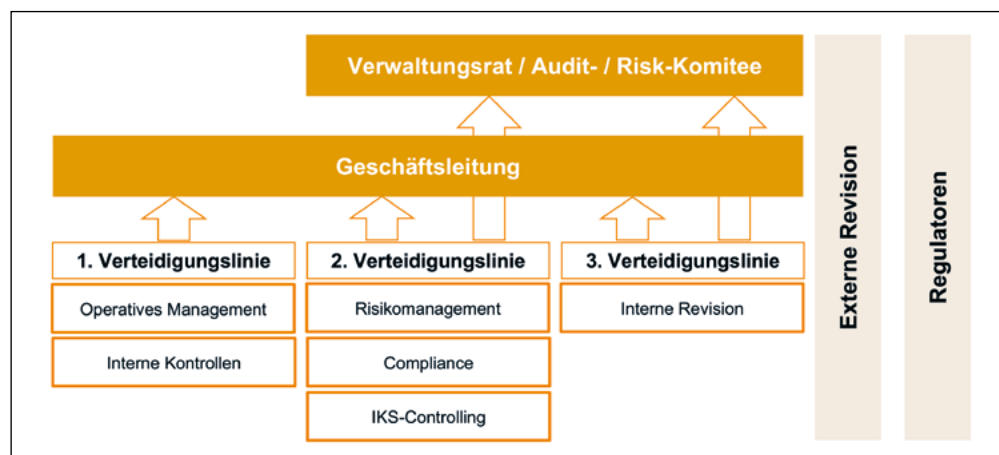 Verwaltungsrat / Audit- / Risk-Komitee
Geschäftsleitung
1. Verteidigungslinie
Operatives Management
Interne Kontrollen
2. Verteidigungslinie
Risikomanagement
Compliance
IKS-Controlling
3. Verteidigungslinie
Interne Revision
Externe Revision
Regulatoren